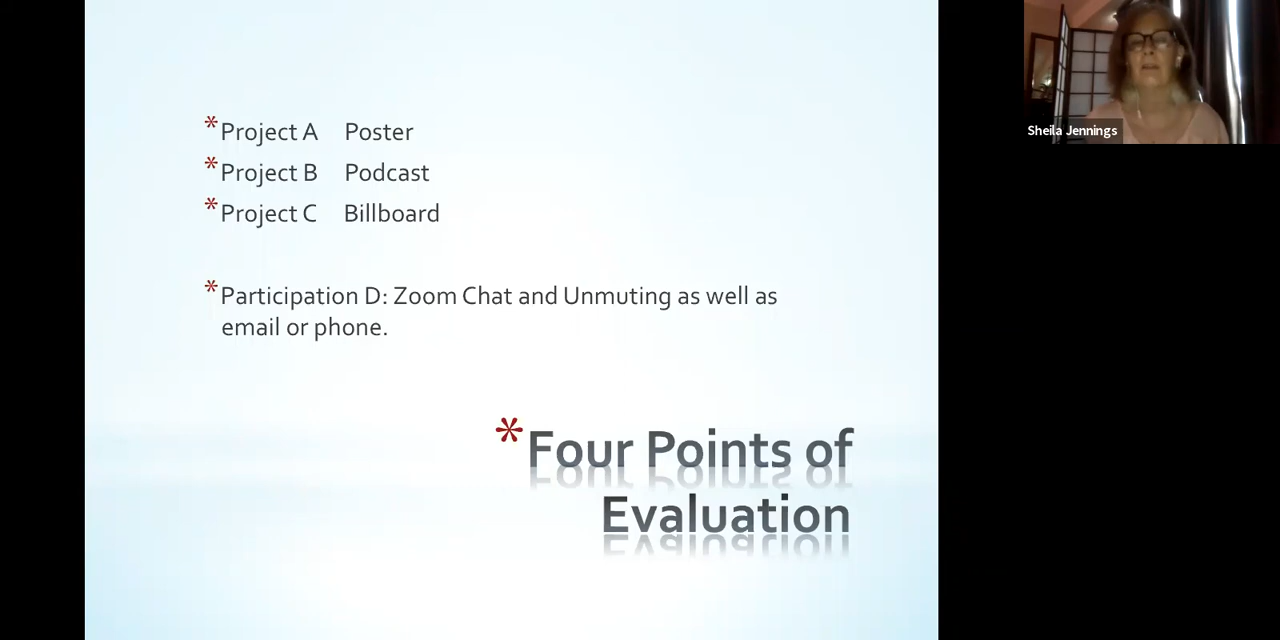 * Project A Poster
* Project B Podcast
* Project C Billboard
* Participation D: Zoom Chat and Unmuting as well as
email or phone.
* Four Points of
Evaluation
Sheila Jennings